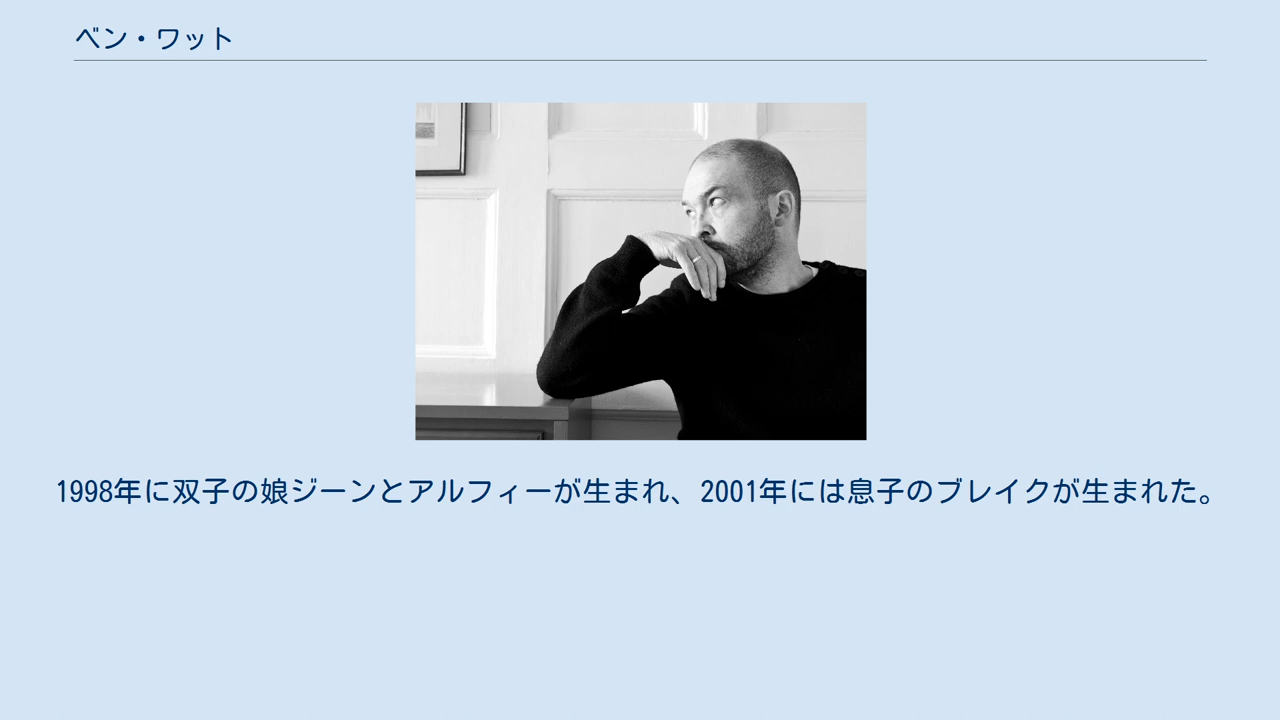 ベン・ワット
1998年に双子の娘ジーンとアルフィーが生まれ、2001年には息子のブレイクが生まれた。